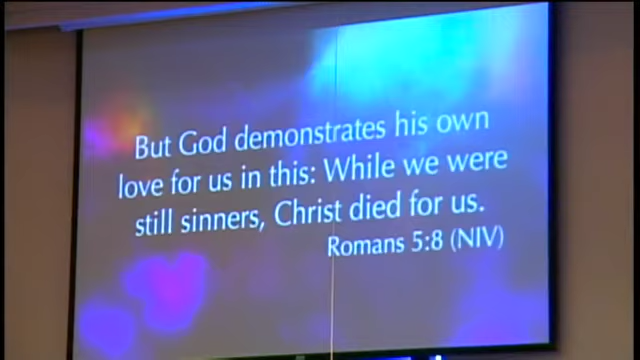 But God demonstrates his own
love for us in this: While we were
still sinners, Christ died for us.
Romans 5:8 (NIV)